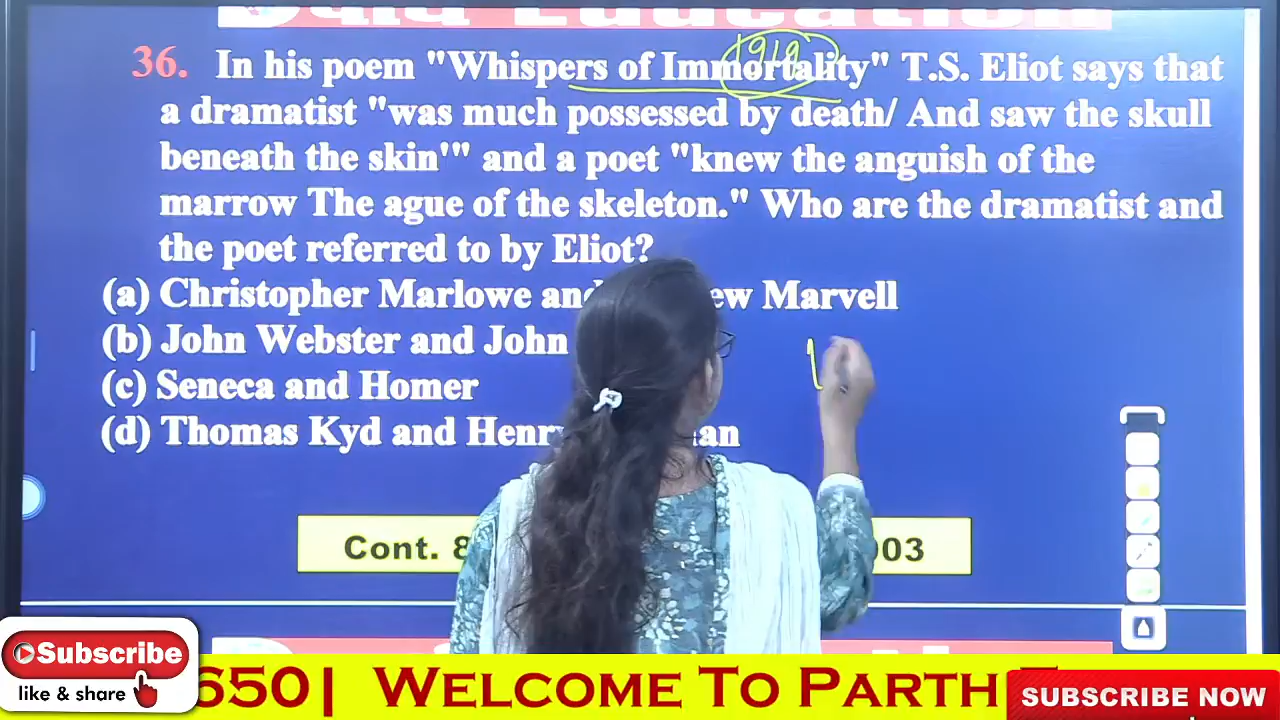 36. In his poem "Whispers of Immortality" T.S. Eliot says that
1919
a dramatist "was much possessed by death/ And saw the skull
beneath the skin'" and a poet "knew the anguish of the
marrow The ague of the skeleton." Who are the dramatist and
the poet referred to by Eliot?
(a) Christopher Marlowe and ew Marvell
(b) John Webster and John
(c) Seneca and Homer
(d) Thomas Kyd and Henry an
Cont. 8 003
Subscribe
like & share
650| WELCOME TO PARTH
SUBSCRIBE NOW